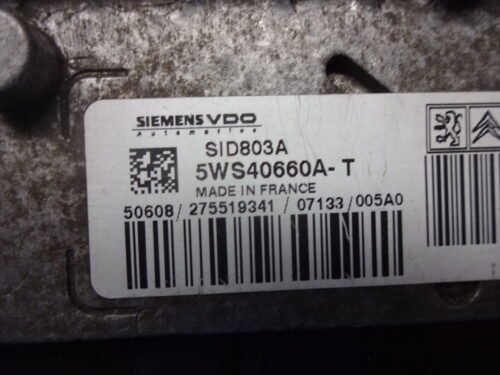 SIEMENS VDO
Automotive
SID803A
5WS40660A-T
MADE IN FRANCE
50608/275519341/07133/005A0